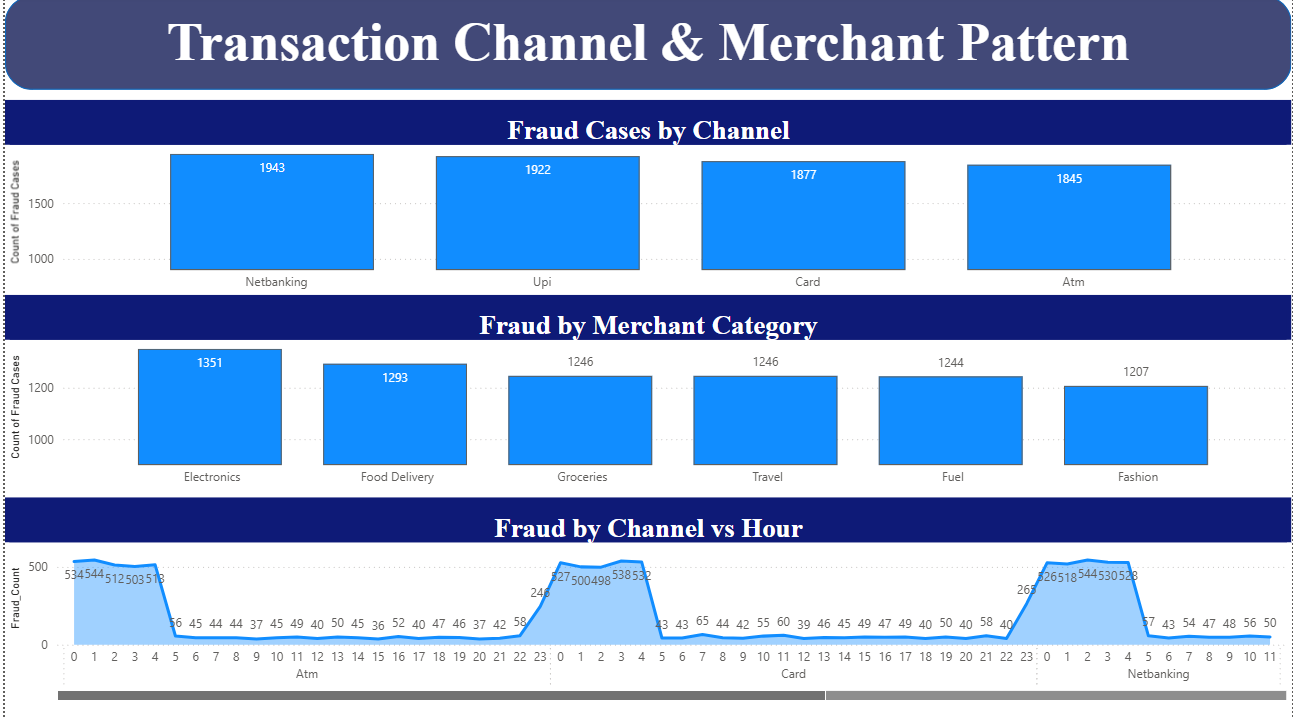 Transaction Channel & Merchant Pattern
Fraud Cases by Channel
Count of Fraud Cases
1500
1000
1943
1922
1877
1845
Netbanking
Upi
Card
Atm
Fraud by Merchant Category
Count of Fraud Cases
1200
1000
1351
1293
1246
1246
1244
1207
Electronics
Food Delivery
Groceries
Travel
Fuel
Fashion
Fraud by Channel vs Hour
Fraud_Count
500
0
534 544 512 503 513 56 45 44 44 37 45 49 40 50 45 36 52 40 47 46 37 42 58 246 527 500 498 538 532 43 43 65 44 42 55 60 39 46 45 49 47 49 40 50 40 58 40 265 526 518 544 530 528 57 43 54 47 48 56 50
0 1 2 3 4 5 6 7 8 9 10 11 12 13 14 15 16 17 18 19 20 21 22 23 0 1 2 3 4 5 6 7 8 9 10 11 12 13 14 15 16 17 18 19 20 21 22 23 0 1 2 3 4 5 6 7 8 9 10 11
Atm
Card
Netbanking